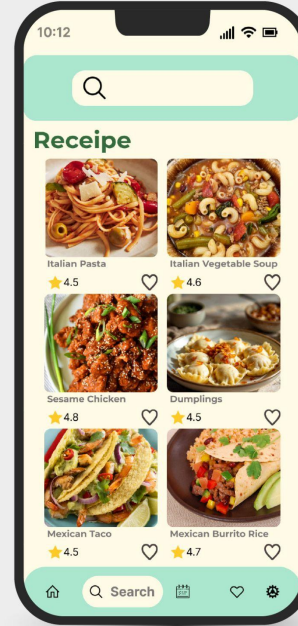 10:12
Receipe
Italian Pasta
Italian Vegetable Soup
4.5
4.6
Sesame Chicken
Dumplings
4.8
4.5
Mexican Taco
Mexican Burrito Rice
4.5
4.7
Search